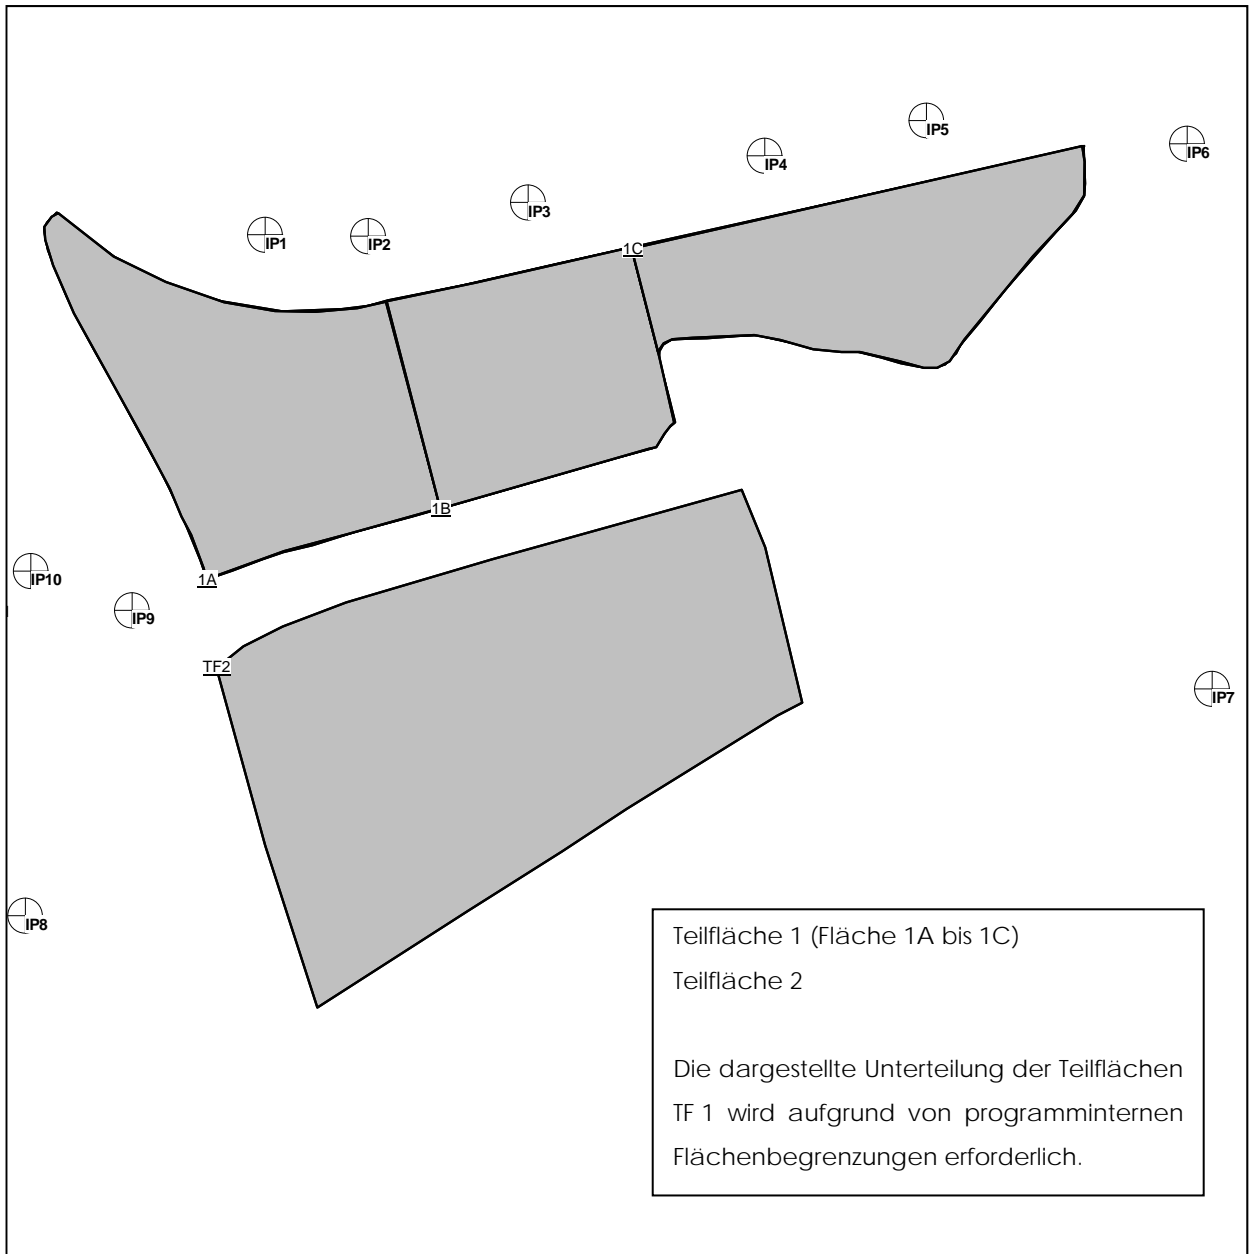 IP5
IP6
IP4
IP3
IP1
IP2
1C
1B
1A
IP10
IP9
TF2
IP7
IP8
Teilfläche 1 (Fläche 1A bis 1C)
Teilfläche 2
Die dargestellte Unterteilung der Teilflächen
TF 1 wird aufgrund von programminternen
Flächenbegrenzungen erforderlich.